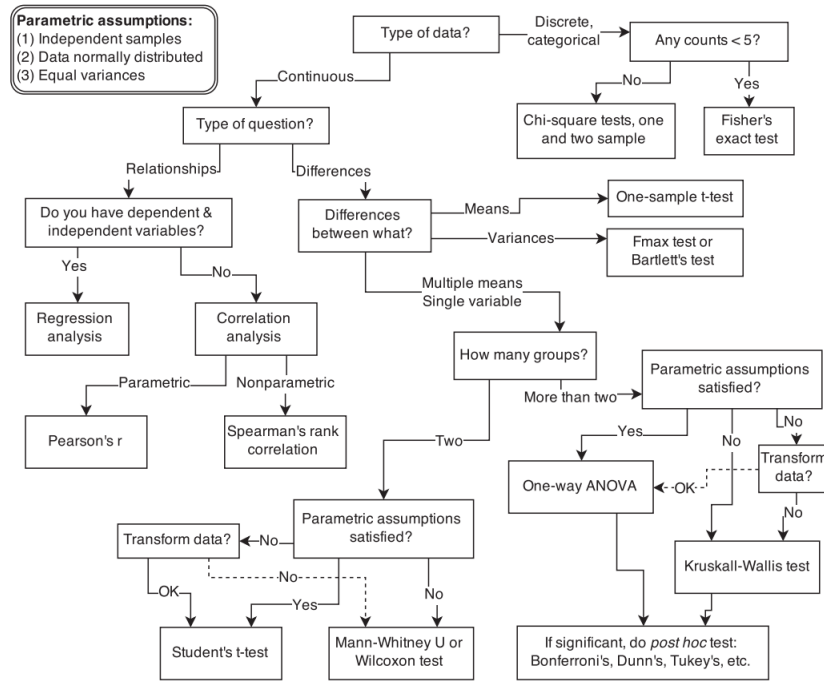 Parametric assumptions:
(1) Independent samples
(2) Data normally distributed
(3) Equal variances
Type of data?
Discrete,
categorical
Any counts < 5?
Continuous
No
Yes
Type of question?
Chi-square tests, one
and two sample
Fisher's
exact test
Relationships
Differences
Do you have dependent &
independent variables?
Differences
between what?
Means
One-sample t-test
Variances
Fmax test or
Bartlett's test
Yes
No
Multiple means
Single variable
Regression
analysis
Correlation
analysis
How many groups?
Parametric assumptions
satisfied?
Parametric
Nonparametric
More than two
Pearson's r
Spearman's rank
correlation
Two
Yes
No
No
Transform
data?
One-way ANOVA
OK
No
Parametric assumptions
satisfied?
Transform data?
No
Kruskall-Wallis test
OK
No
Yes
No
Student's t-test
Mann-Whitney U or
Wilcoxon test
If significant, do post hoc test:
Bonferroni's, Dunn's, Tukey's, etc.